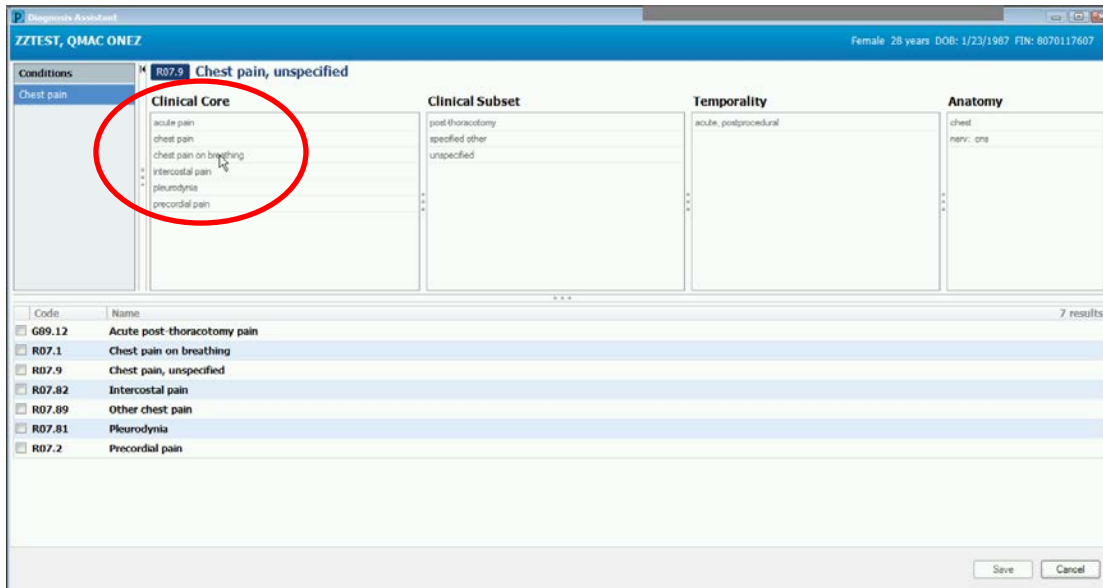 Diagnosis Assistant
ZZTEST, QMAC ONEZ
Female 28 years DOB: 1/23/1987 FIN: 8070117607
Conditions
Chest pain
R07.9 Chest pain, unspecified
Clinical Core
acute pain
chest pain
chest pain on breathing
intercostal pain
pleurodynia
precordial pain
Clinical Subset
post-thoracotomy
specified other
unspecified
Temporality
acute, postprocedural
Anatomy
chest
nerv: cns
Code Name 7 results
G89.12 Acute post-thoracotomy pain
R07.1 Chest pain on breathing
R07.9 Chest pain, unspecified
R07.82 Intercostal pain
R07.89 Other chest pain
R07.81 Pleurodynia
R07.2 Precordial pain
Save Cancel